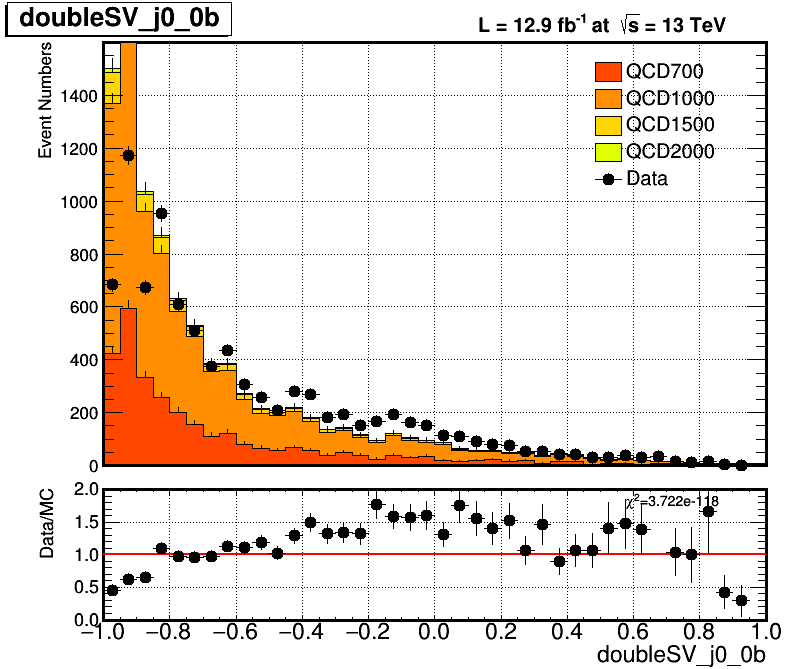 doubleSV_j0_0b
L = 12.9 fb⁻¹ at √s = 13 TeV
Event Numbers
1400
1200
1000
800
600
400
200
0
QCD700
QCD1000
QCD1500
QCD2000
Data
Data/MC
2.0
1.5
1.0
0.5
0.0
χ²=3.722e-118
−1.0 −0.8 −0.6 −0.4 −0.2 0.0 0.2 0.4 0.6 0.8 1.0
doubleSV_j0_0b